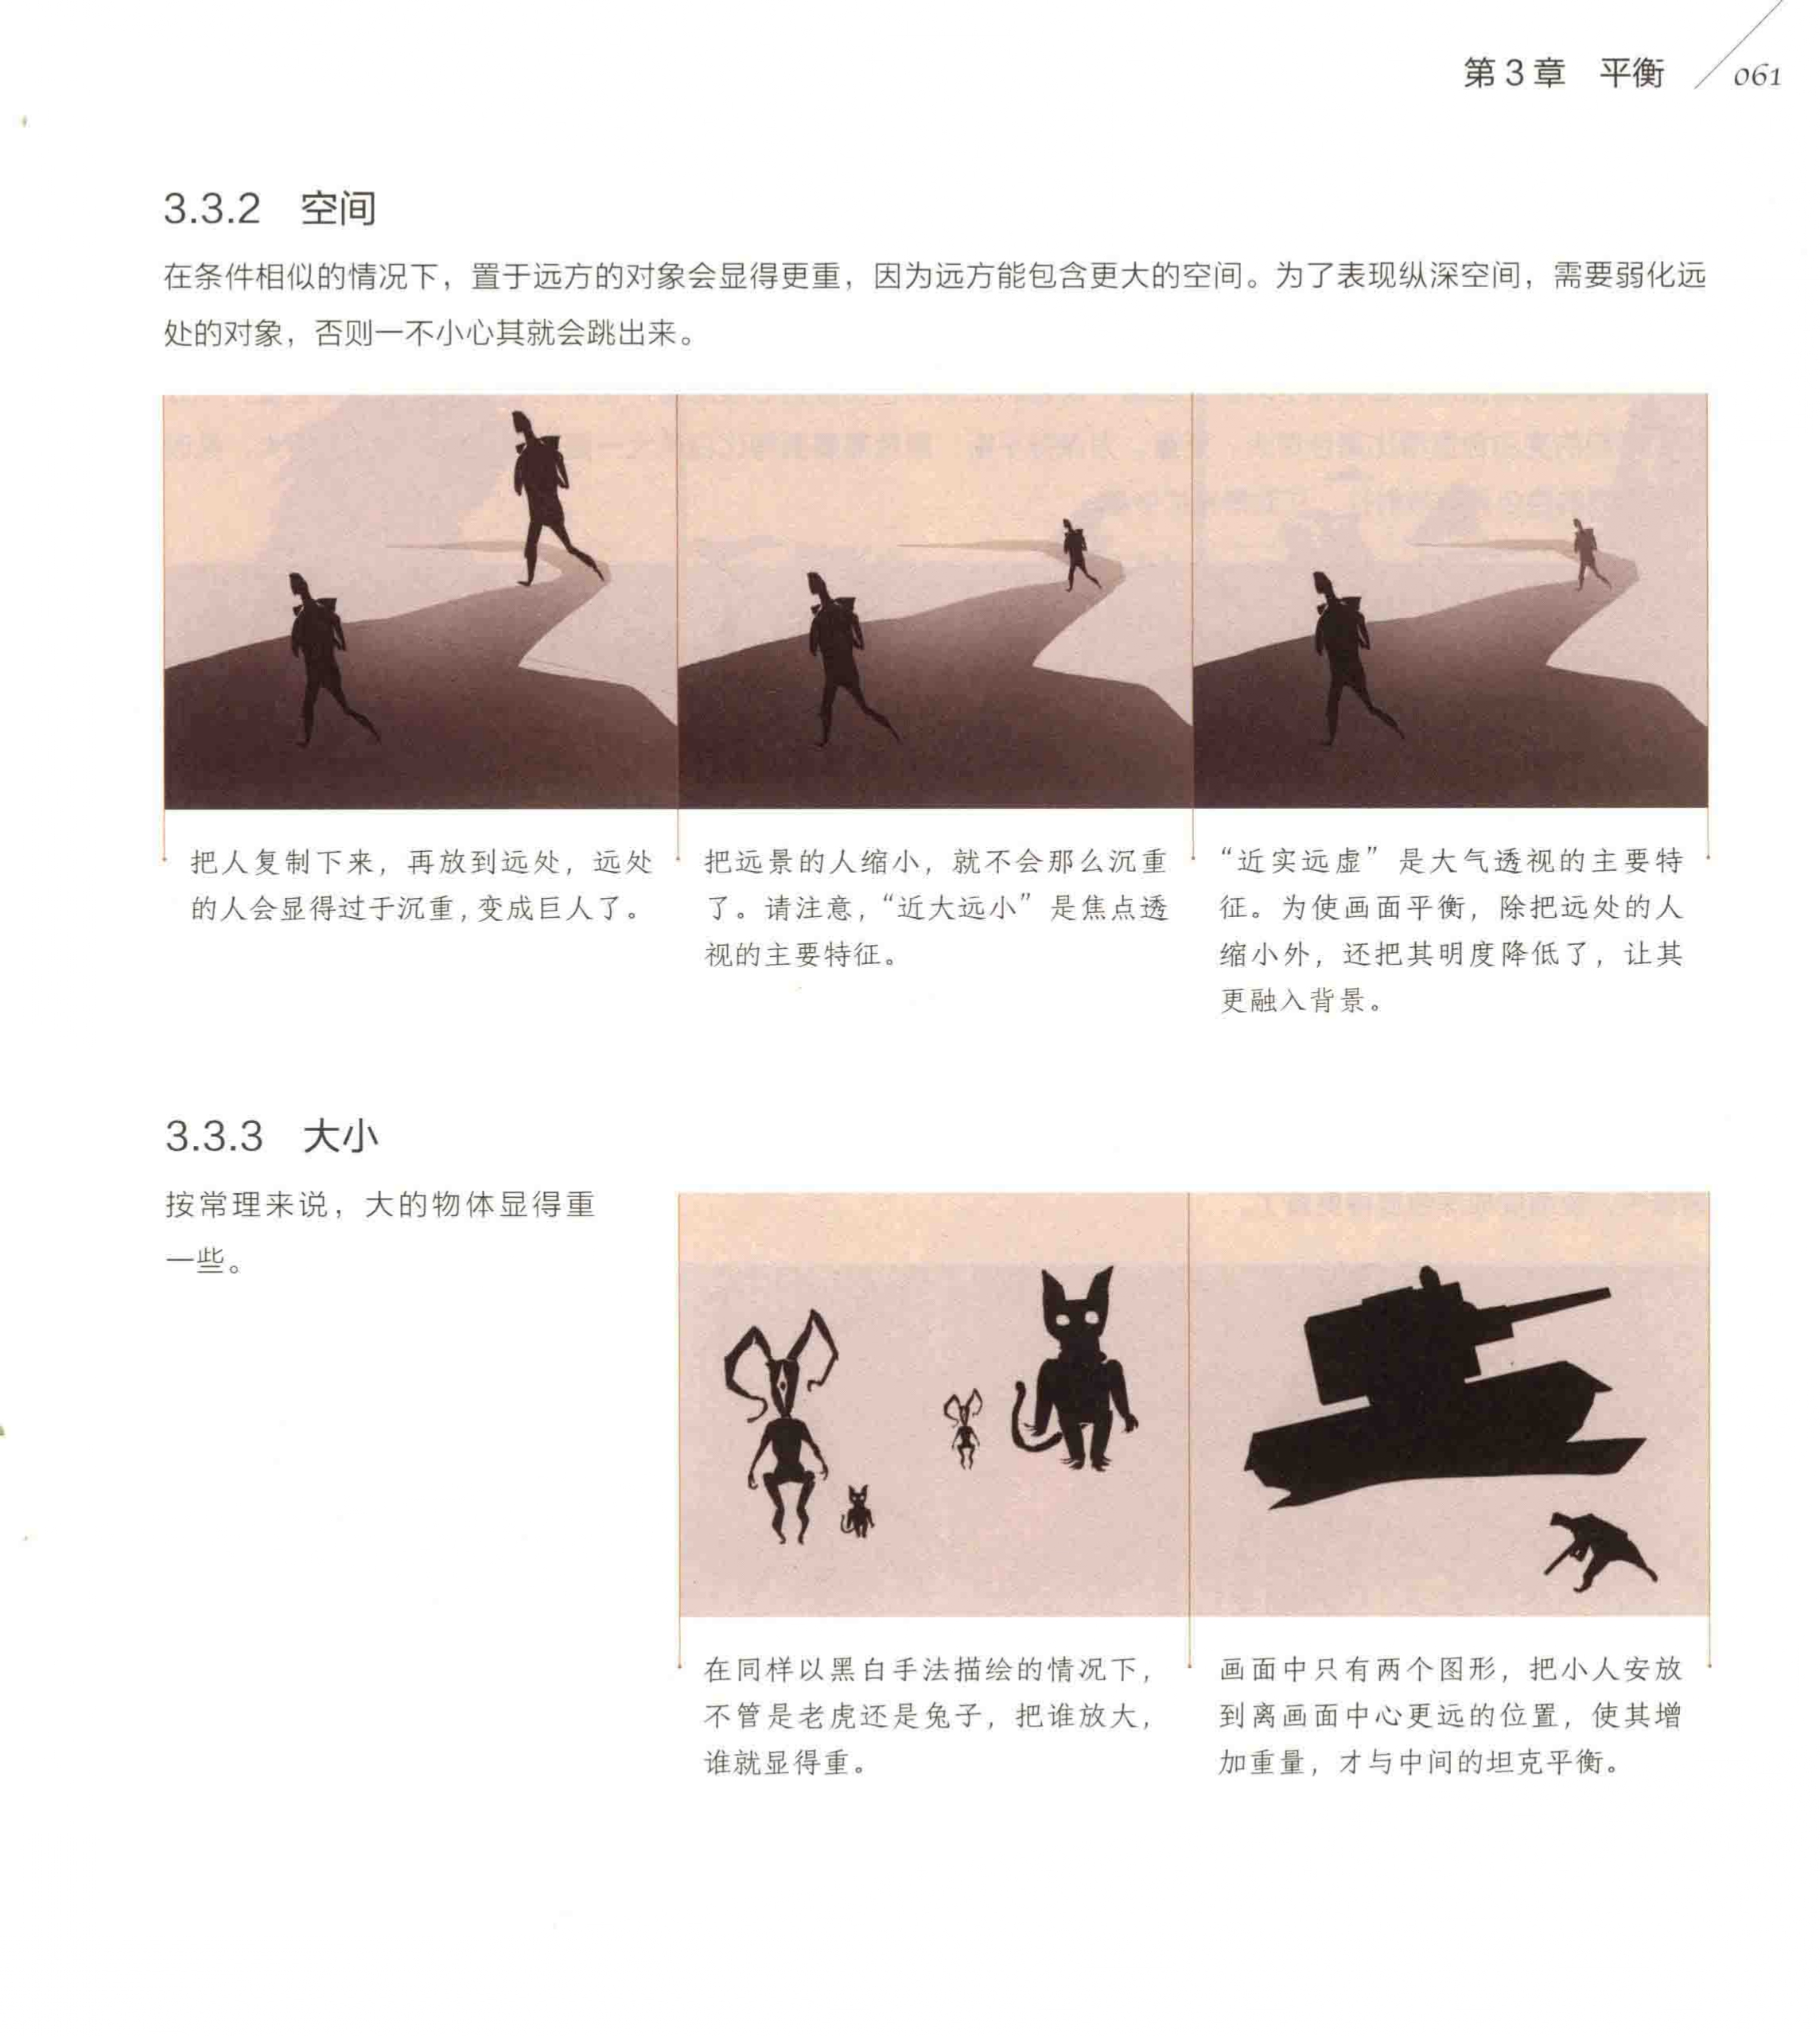 第 3 章 平衡
061
3.3.2 空间
在条件相似的情况下，置于远方的对象会显得更重，因为远方能包含更大的空间。为了表现纵深空间，需要弱化远
处的对象，否则一不小心其就会跳出来。
把人复制下来，再放到远处，远处
的人会显得过于沉重，变成巨人了。
把远景的人缩小，就不会那么沉重
了。请注意，“近大远小”是焦点透
视的主要特征。
“近实远虚”是大气透视的主要特
征。为使画面平衡，除把远处的人
缩小外，还把其明度降低了，让其
更融入背景。
3.3.3 大小
按常理来说，大的物体显得重
一些。
在同样以黑白手法描绘的情况下，
不管是老虎还是兔子，把谁放大，
谁就显得重。
画面中只有两个图形，把小人安放
到离画面中心更远的位置，使其增
加重量，才与中间的坦克平衡。